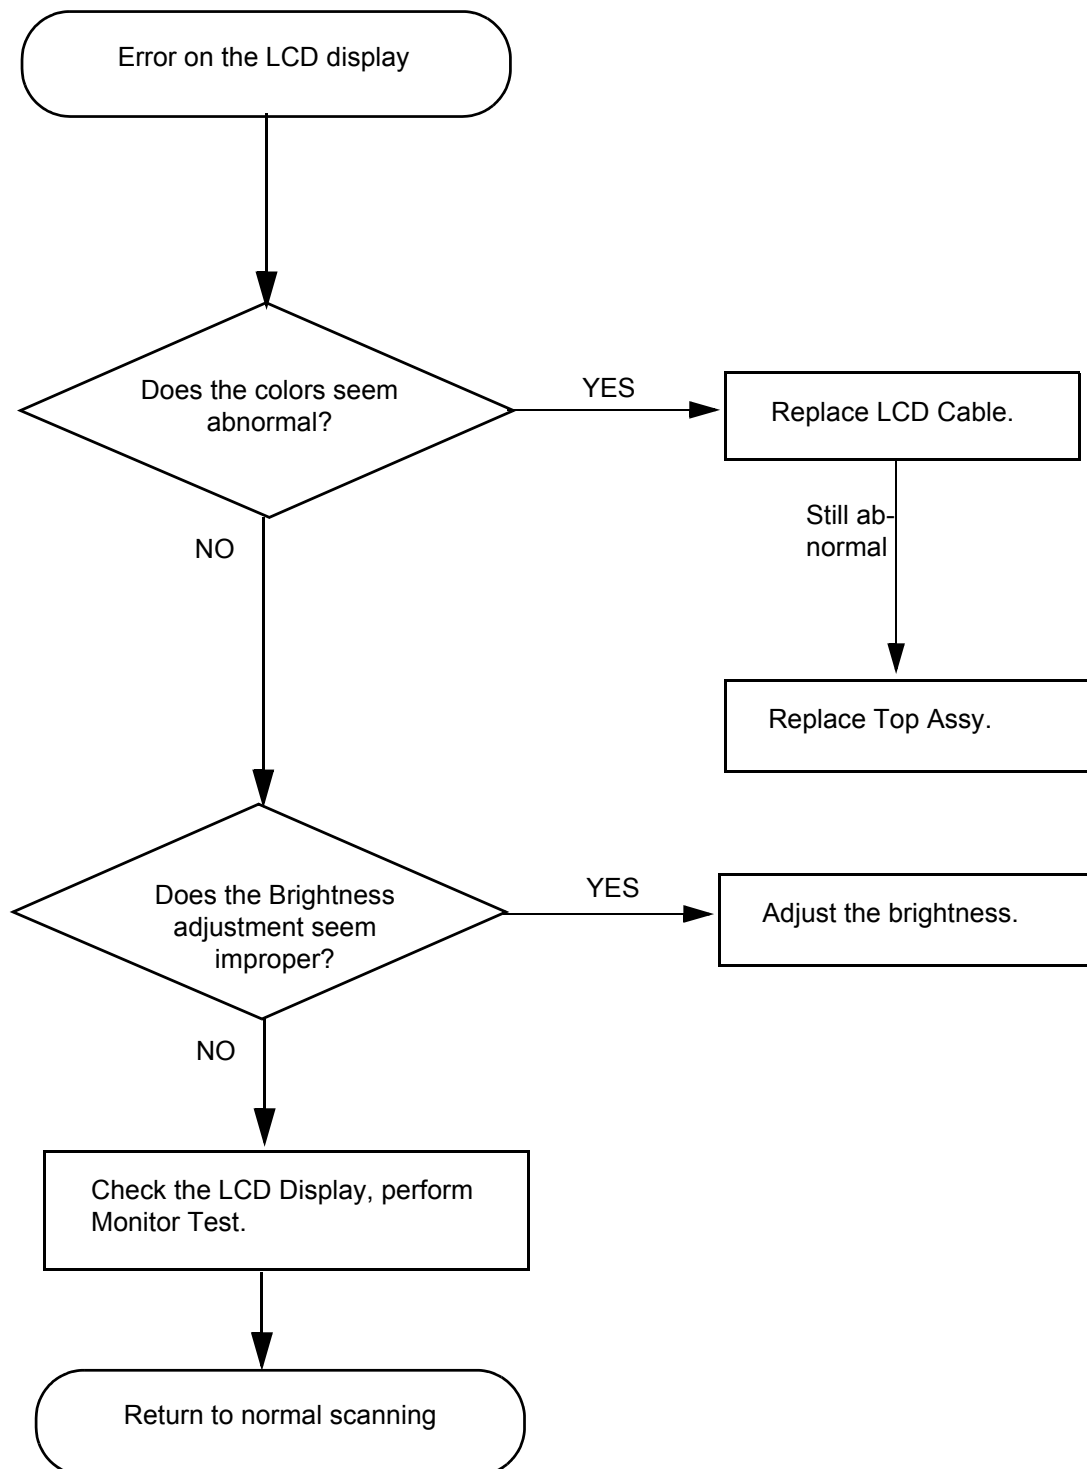 Error on the LCD display
Does the colors seem
abnormal?
YES
Replace LCD Cable.
Still ab-
normal
NO
Replace Top Assy.
Does the Brightness
adjustment seem
improper?
YES
Adjust the brightness.
NO
Check the LCD Display, perform
Monitor Test.
Return to normal scanning